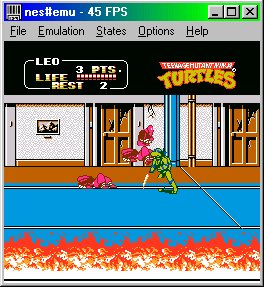 nes#emu - 45 FPS
File Emulation States Options Help
LEO
3 PTS.
LIFE
REST 2
TEENAGE MUTANT NINJA
TURTLES